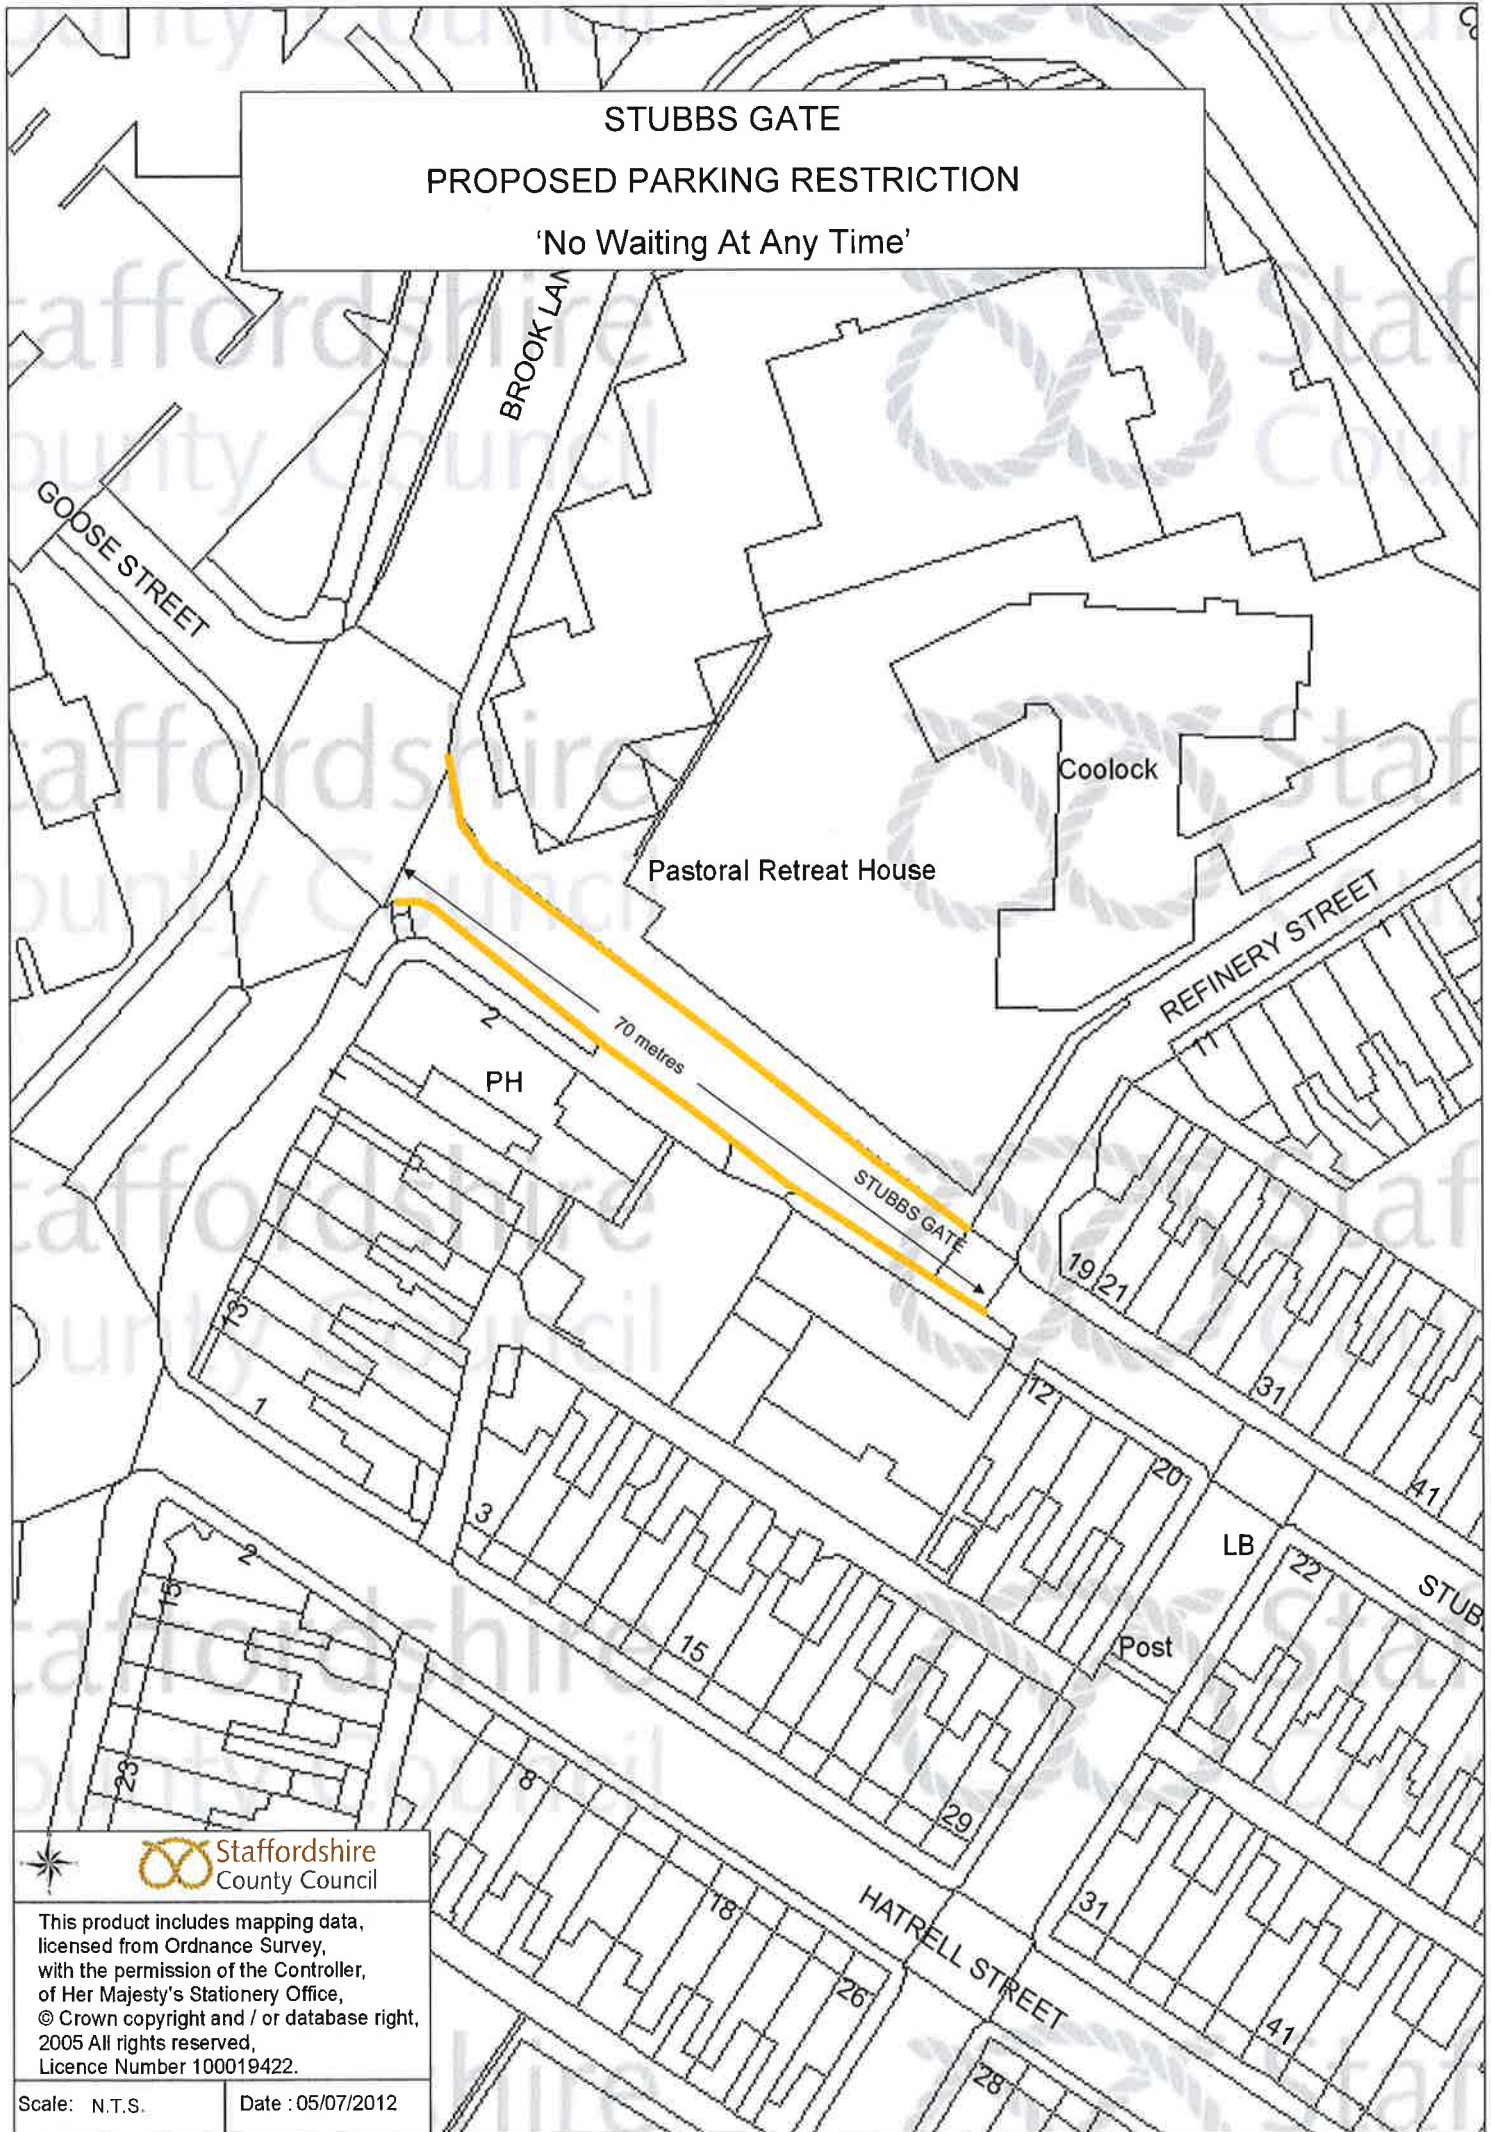 STUBBS GATE
PROPOSED PARKING RESTRICTION
'No Waiting At Any Time'
BROOK LAN
GOOSE STREET
Coolock
Pastoral Retreat House
REFINERY STREET
1
11
2
70 metres
PH
1
STUBBS GATE
19
21
13
1
31
12
20
41
3
LB
22
STUB
2
15
15
Post
23
8
29
18
HATRELL STREET
31
26
41
28
Staffordshire
County Council
This product includes mapping data,
licensed from Ordnance Survey,
with the permission of the Controller,
of Her Majesty's Stationery Office,
© Crown copyright and / or database right,
2005 All rights reserved,
Licence Number 100019422.
Scale: N.T.S.
Date : 05/07/2012